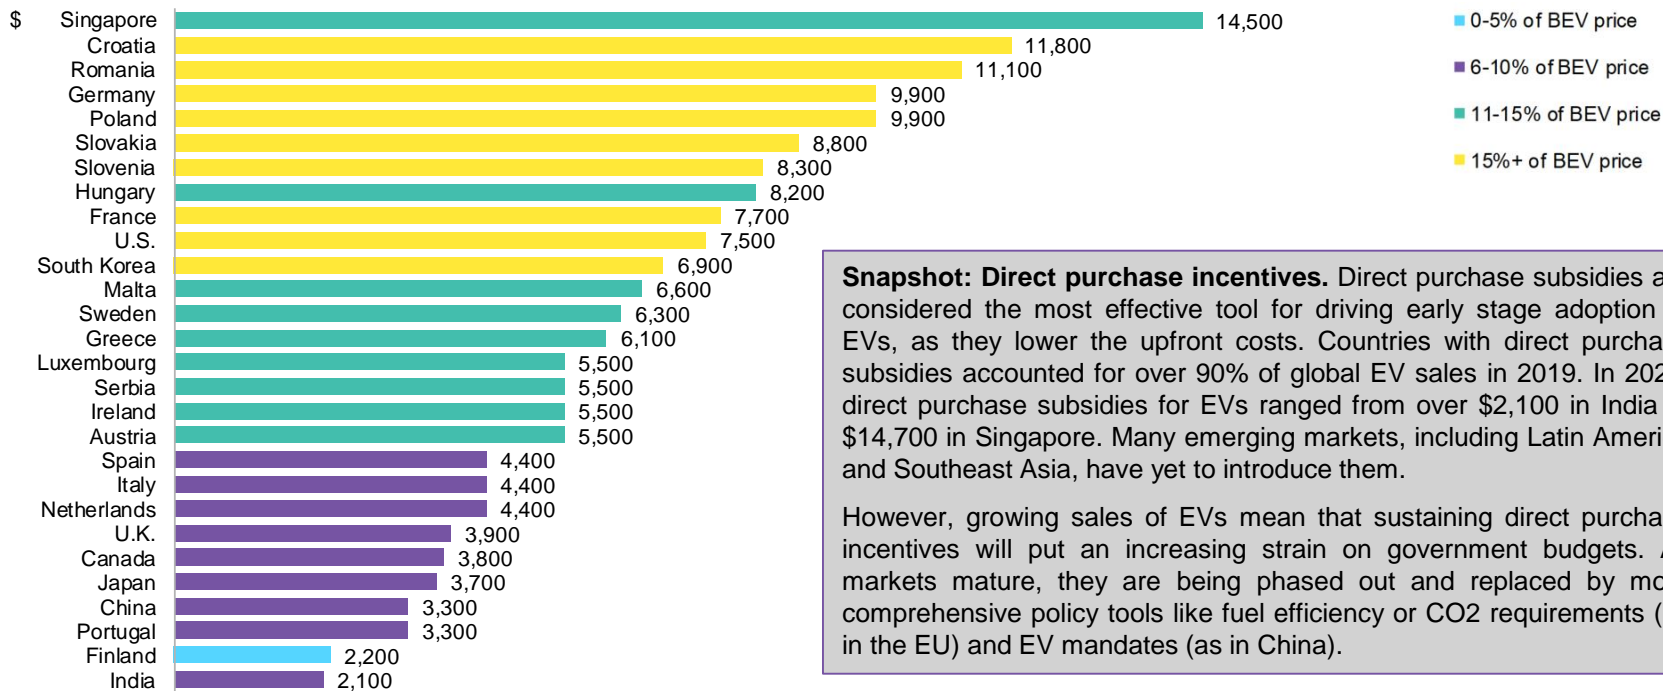 $
Singapore 14,500
Croatia 11,800
Romania 11,100
Germany 9,900
Poland 9,900
Slovakia 8,800
Slovenia 8,300
Hungary 8,200
France 7,700
U.S. 7,500
South Korea 6,900
Malta 6,600
Sweden 6,300
Greece 6,100
Luxembourg 5,500
Serbia 5,500
Ireland 5,500
Austria 5,500
Spain 4,400
Italy 4,400
Netherlands 4,400
U.K. 3,900
Canada 3,800
Japan 3,700
China 3,300
Portugal 3,300
Finland 2,200
India 2,100
0-5% of BEV price
6-10% of BEV price
11-15% of BEV price
15%+ of BEV price
Snapshot: Direct purchase incentives. Direct purchase subsidies
considered the most effective tool for driving early stage adoption
EVs, as they lower the upfront costs. Countries with direct
subsidies accounted for over 90% of global EV sales in 2019. In
direct purchase subsidies for EVs ranged from over $2,100 in India
$14,700 in Singapore. Many emerging markets, including Latin
and Southeast Asia, have yet to introduce them.
However, growing sales of EVs mean that sustaining direct
incentives will put an increasing strain on government budgets.
markets mature, they are being phased out and replaced by
comprehensive policy tools like fuel efficiency or CO2 requirements
in the EU) and EV mandates (as in China).